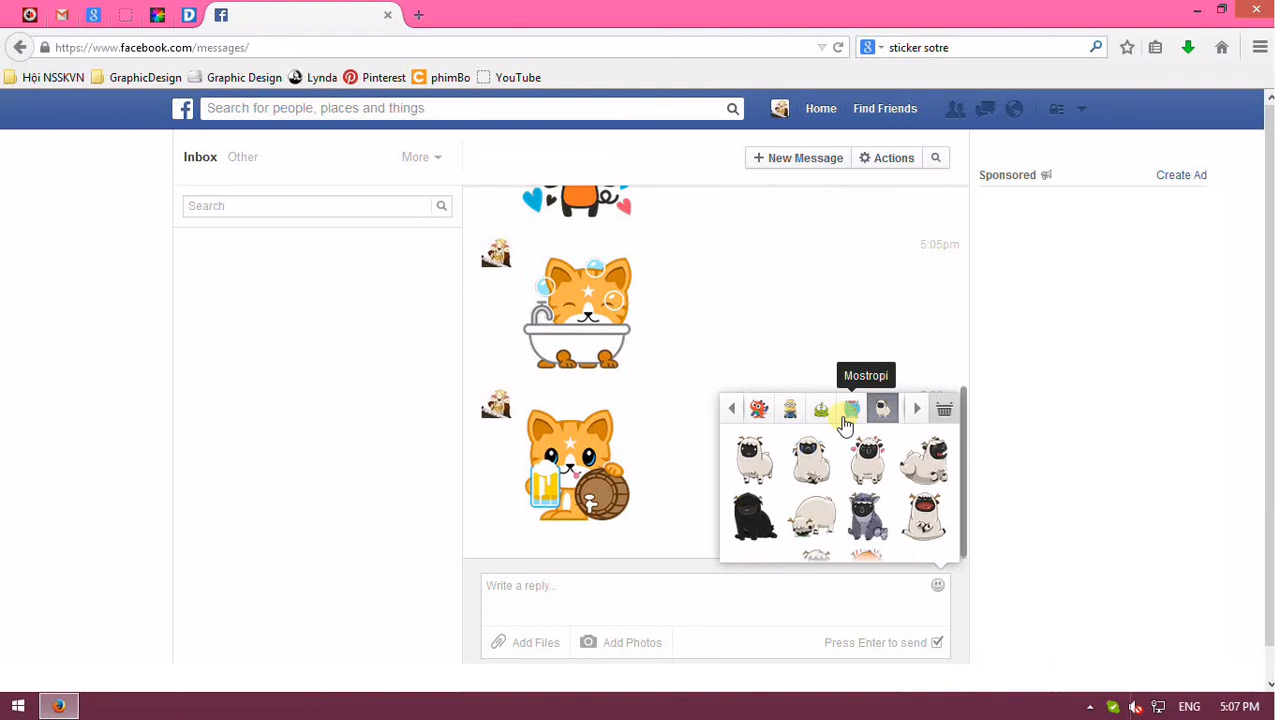 https://www.facebook.com/messages/
sticker sotre
Hội NSSKVN
GraphicDesign
Graphic Design
Lynda
Pinterest
phimBo
YouTube
Search for people, places and things
Home
Find Friends
Inbox
Other
More
New Message
Actions
Sponsored
Create Ad
Search
5:05pm
Mostropi
Write a reply...
Add Files
Add Photos
Press Enter to send
ENG
5:07 PM